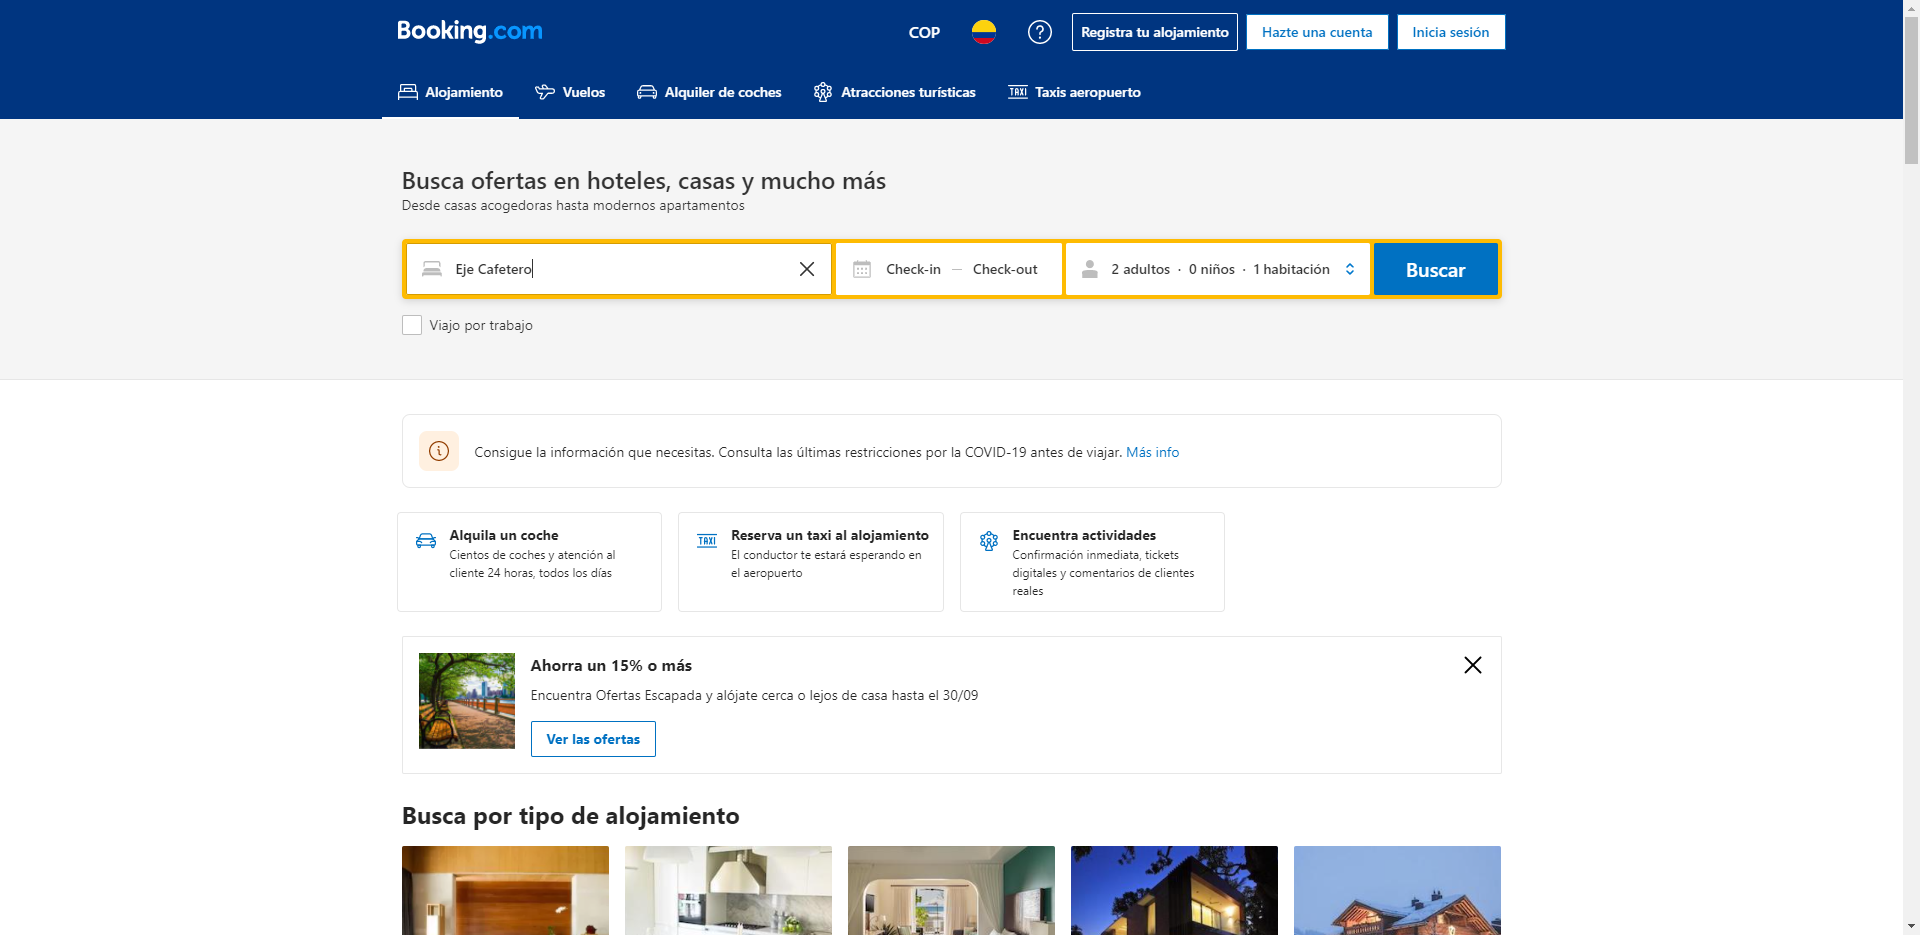 Booking.com
COP
Registra tu alojamiento
Hazte una cuenta
Inicia sesión
Alojamiento
Vuelos
Alquiler de coches
Atracciones turísticas
TAXI
Taxis aeropuerto
Busca ofertas en hoteles, casas y mucho más
Desde casas acogedoras hasta modernos apartamentos
Eje Cafetero
Check-in — Check-out
2 adultos · 0 niños · 1 habitación
Buscar
Viajo por trabajo
Consigue la información que necesitas. Consulta las últimas restricciones por la COVID-19 antes de viajar. Más info
Alquila un coche
Cientos de coches y atención al
cliente 24 horas, todos los días
TAXI
Reserva un taxi al alojamiento
El conductor te estará esperando en
el aeropuerto
Encuentra actividades
Confirmación inmediata, tickets
digitales y comentarios de clientes
reales
Ahorra un 15% o más
Encuentra Ofertas Escapada y alójate cerca o lejos de casa hasta el 30/09
Ver las ofertas
Busca por tipo de alojamiento